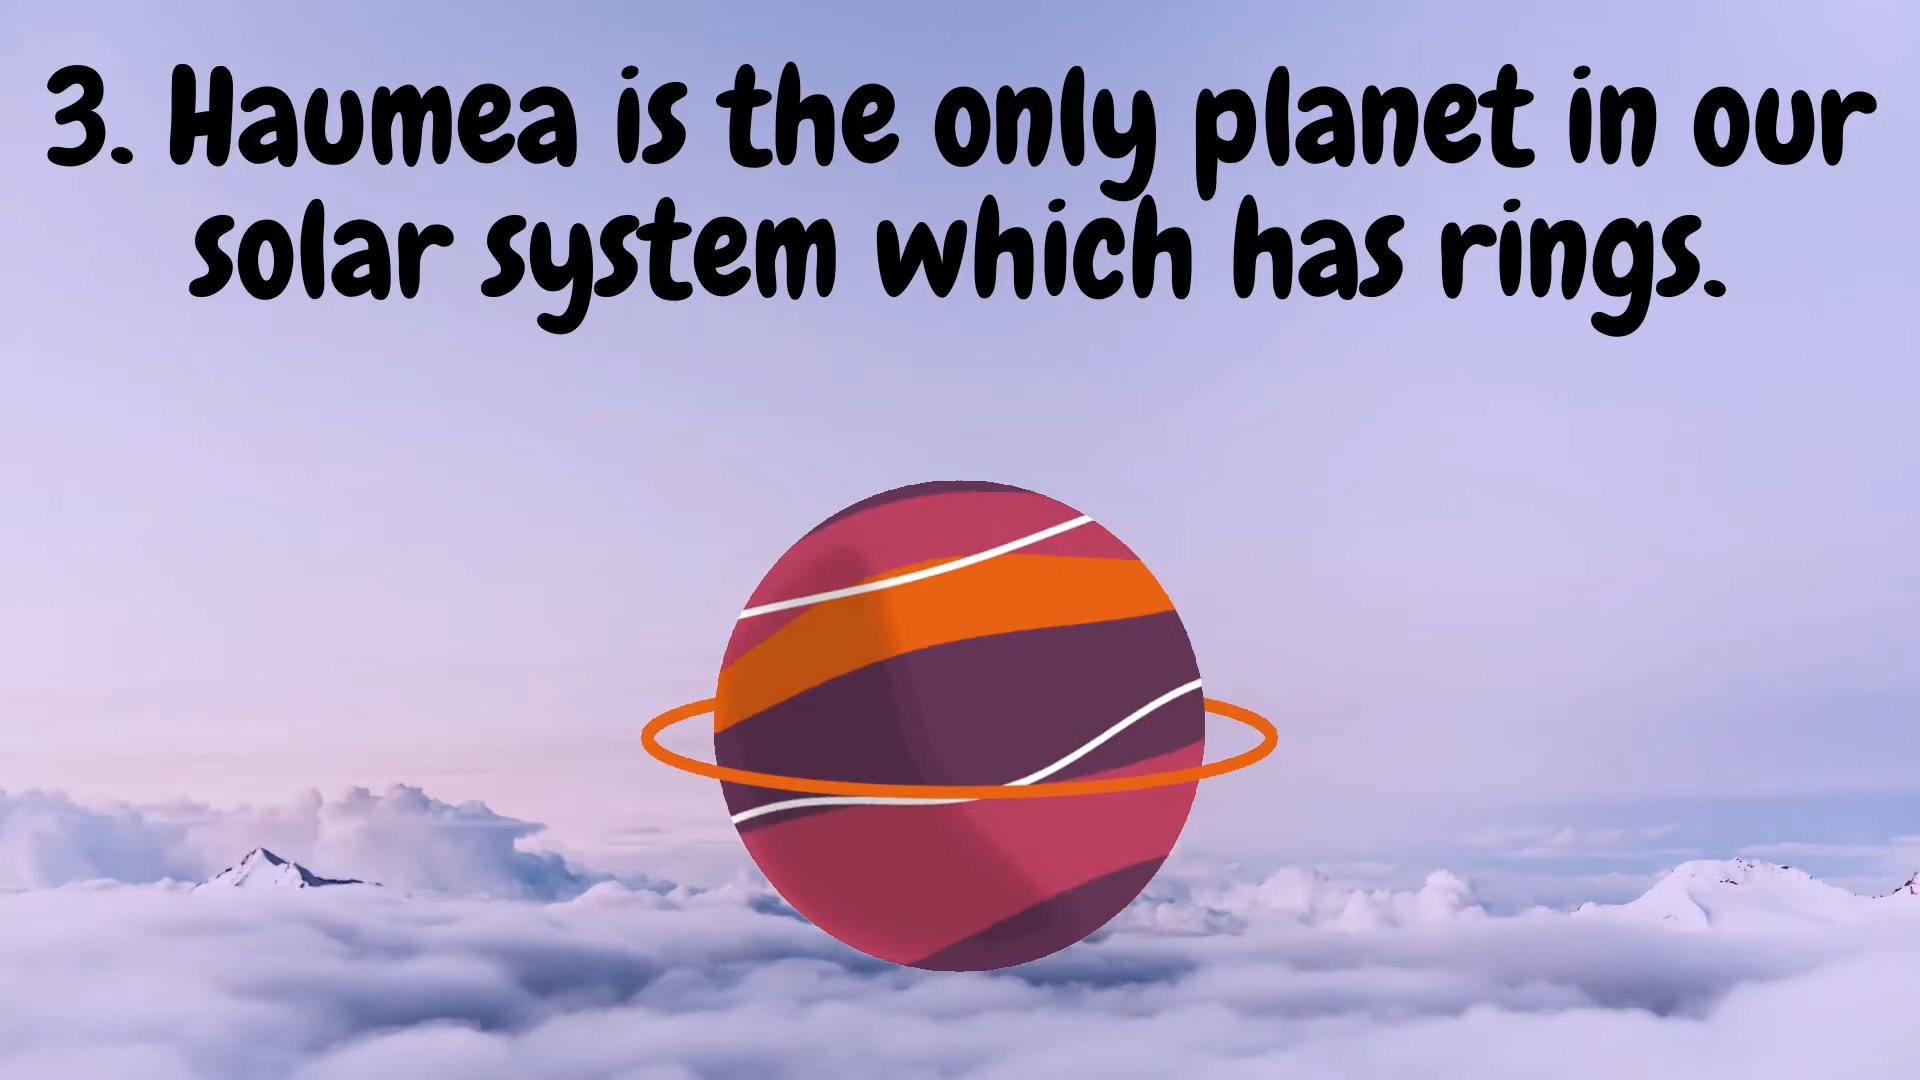 3. Haumea is the only planet in our
solar system which has rings.